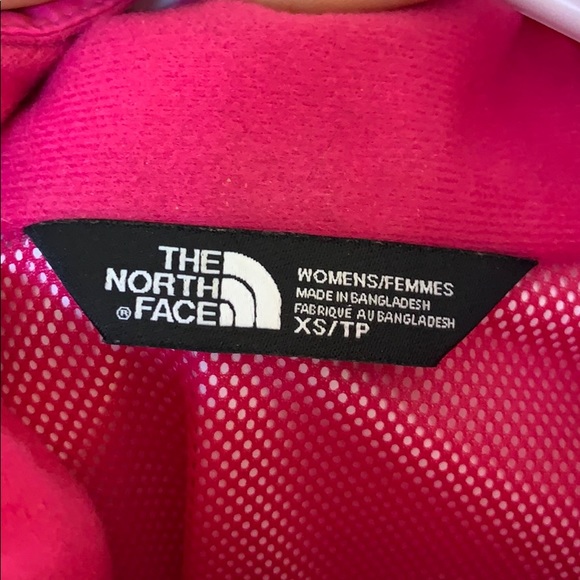 THE
NORTH
® FACE
WOMENS/FEMMES
MADE IN BANGLADESH
FABRIQUÉ AU BANGLADESH
XS/TP